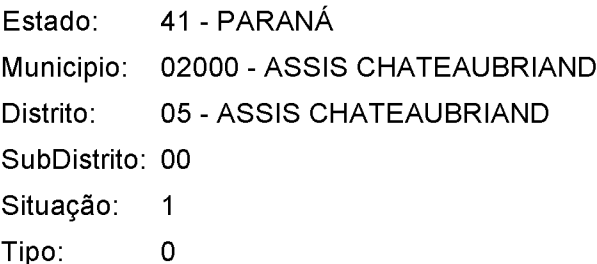 Estado: 41 - PARANÁ
Municipio: 02000 - ASSIS CHATEAUBRIAND
Distrito: 05 - ASSIS CHATEAUBRIAND
SubDistrito: 00
Situação: 1
Tipo: 0